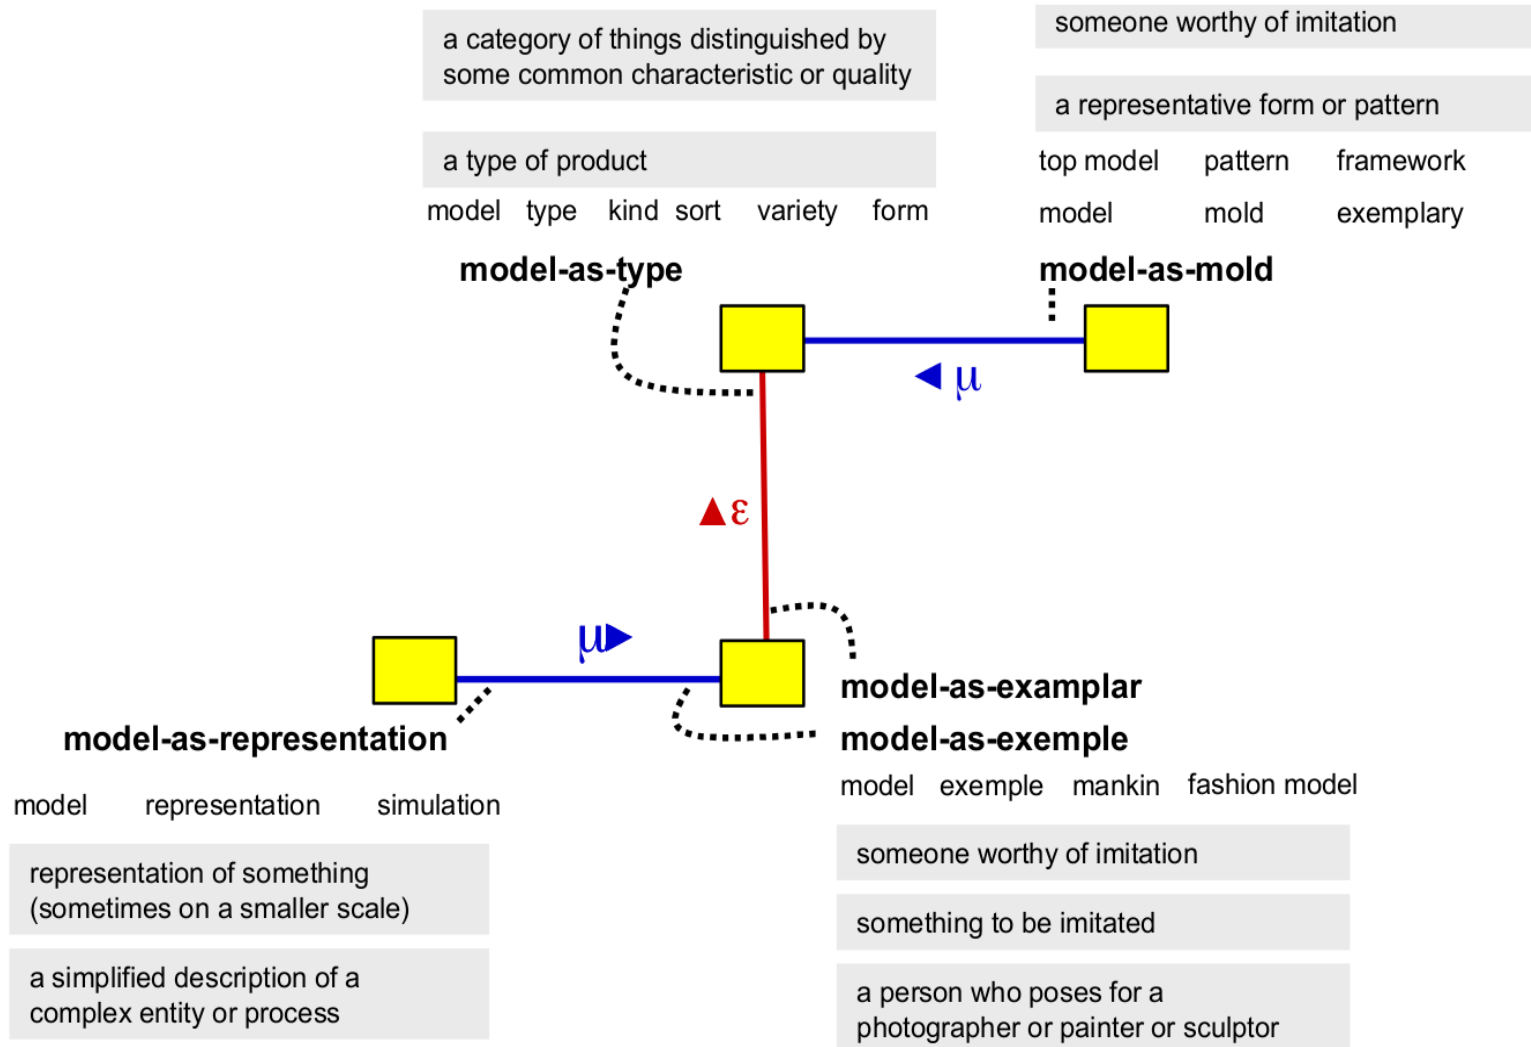 a category of things distinguished by
some common characteristic or quality
a type of product
model type kind sort variety form
model-as-type
someone worthy of imitation
a representative form or pattern
top model pattern framework
model mold exemplary
model-as-mold
◀ μ
▲ε
μ▶
model-as-representation
model representation simulation
representation of something
(sometimes on a smaller scale)
a simplified description of a
complex entity or process
model-as-examplar
model-as-exemple
model exemple mankin fashion model
someone worthy of imitation
something to be imitated
a person who poses for a
photographer or painter or sculptor